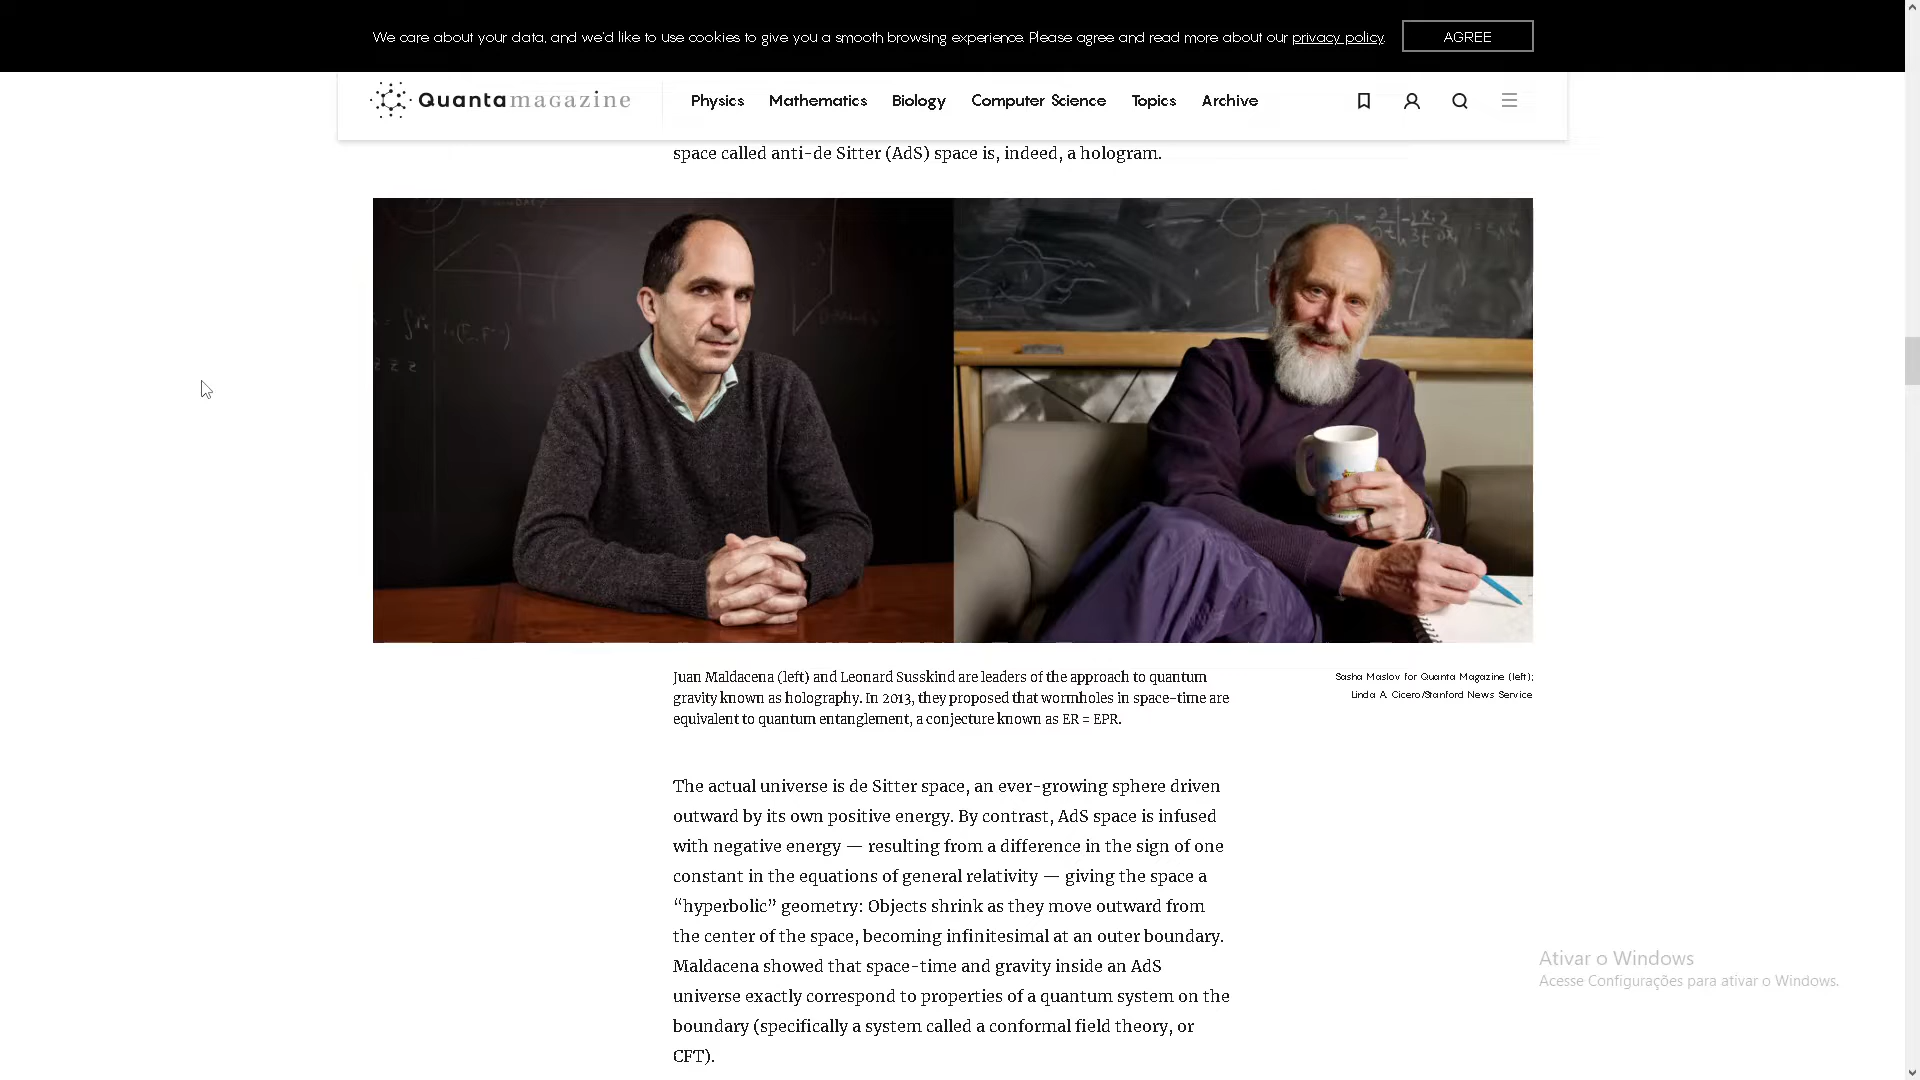 We care about your data, and we'd like to use cookies to give you a smooth browsing experience. Please agree and read more about our privacy policy.
AGREE
Quanta magazine
Physics
Mathematics
Biology
Computer Science
Topics
Archive
space called anti-de Sitter (AdS) space is, indeed, a hologram.
Juan Maldacena (left) and Leonard Susskind are leaders of the approach to quantum
gravity known as holography. In 2013, they proposed that wormholes in space-time are
equivalent to quantum entanglement, a conjecture known as ER = EPR.
Sasha Maslov for Quanta Magazine (left);
Linda A. Cicero/Stanford News Service
The actual universe is de Sitter space, an ever-growing sphere driven
outward by its own positive energy. By contrast, AdS space is infused
with negative energy — resulting from a difference in the sign of one
constant in the equations of general relativity — giving the space a
“hyperbolic” geometry: Objects shrink as they move outward from
the center of the space, becoming infinitesimal at an outer boundary.
Maldacena showed that space-time and gravity inside an AdS
universe exactly correspond to properties of a quantum system on the
boundary (specifically a system called a conformal field theory, or
CFT).
Ativar o Windows
Acesse Configurações para ativar o Windows.